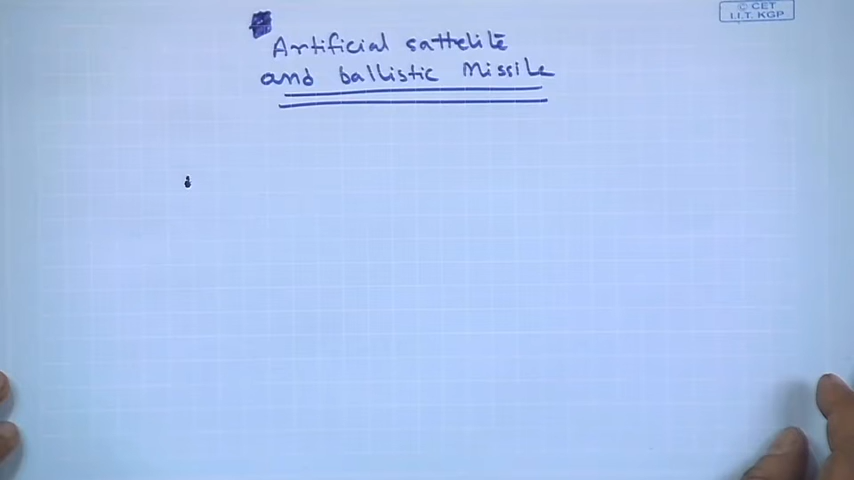 © CET
I.I.T. KGP
Artificial sattelite
and ballistic Missile